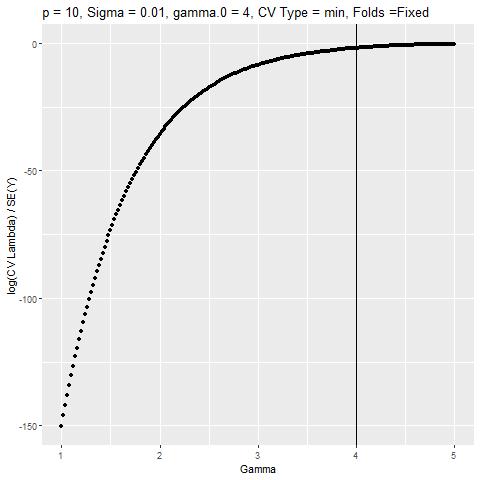 p = 10, Sigma = 0.01, gamma.0 = 4, CV Type = min, Folds =Fixed
log(CV Lambda) / SE(Y)
0
-50
-100
-150
1 2 3 4 5
Gamma